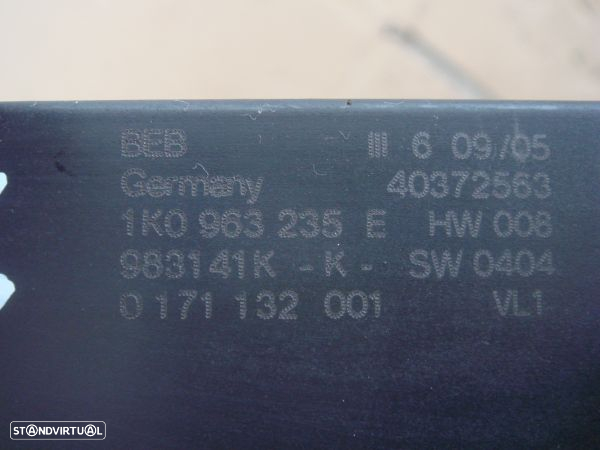 BEB III 6 09/05
Germany 40372563
1K0 963 235 E HW 008
983141K - K - SW 0404
0 171 132 001 VL1
STANDVIRTUAL